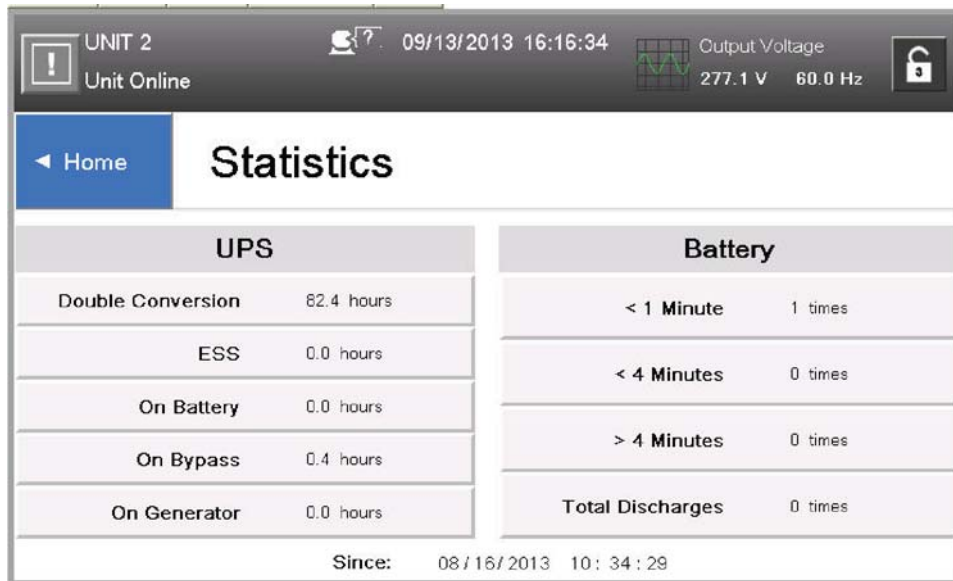 UNIT 2
Unit Online
09/13/2013 16:16:34
Output Voltage
277.1 V 60.0 Hz
3
◄ Home
Statistics
UPS
Double Conversion 82.4 hours
ESS 0.0 hours
On Battery 0.0 hours
On Bypass 0.4 hours
On Generator 0.0 hours
Battery
< 1 Minute 1 times
< 4 Minutes 0 times
> 4 Minutes 0 times
Total Discharges 0 times
Since: 08/16/2013 10:34:29